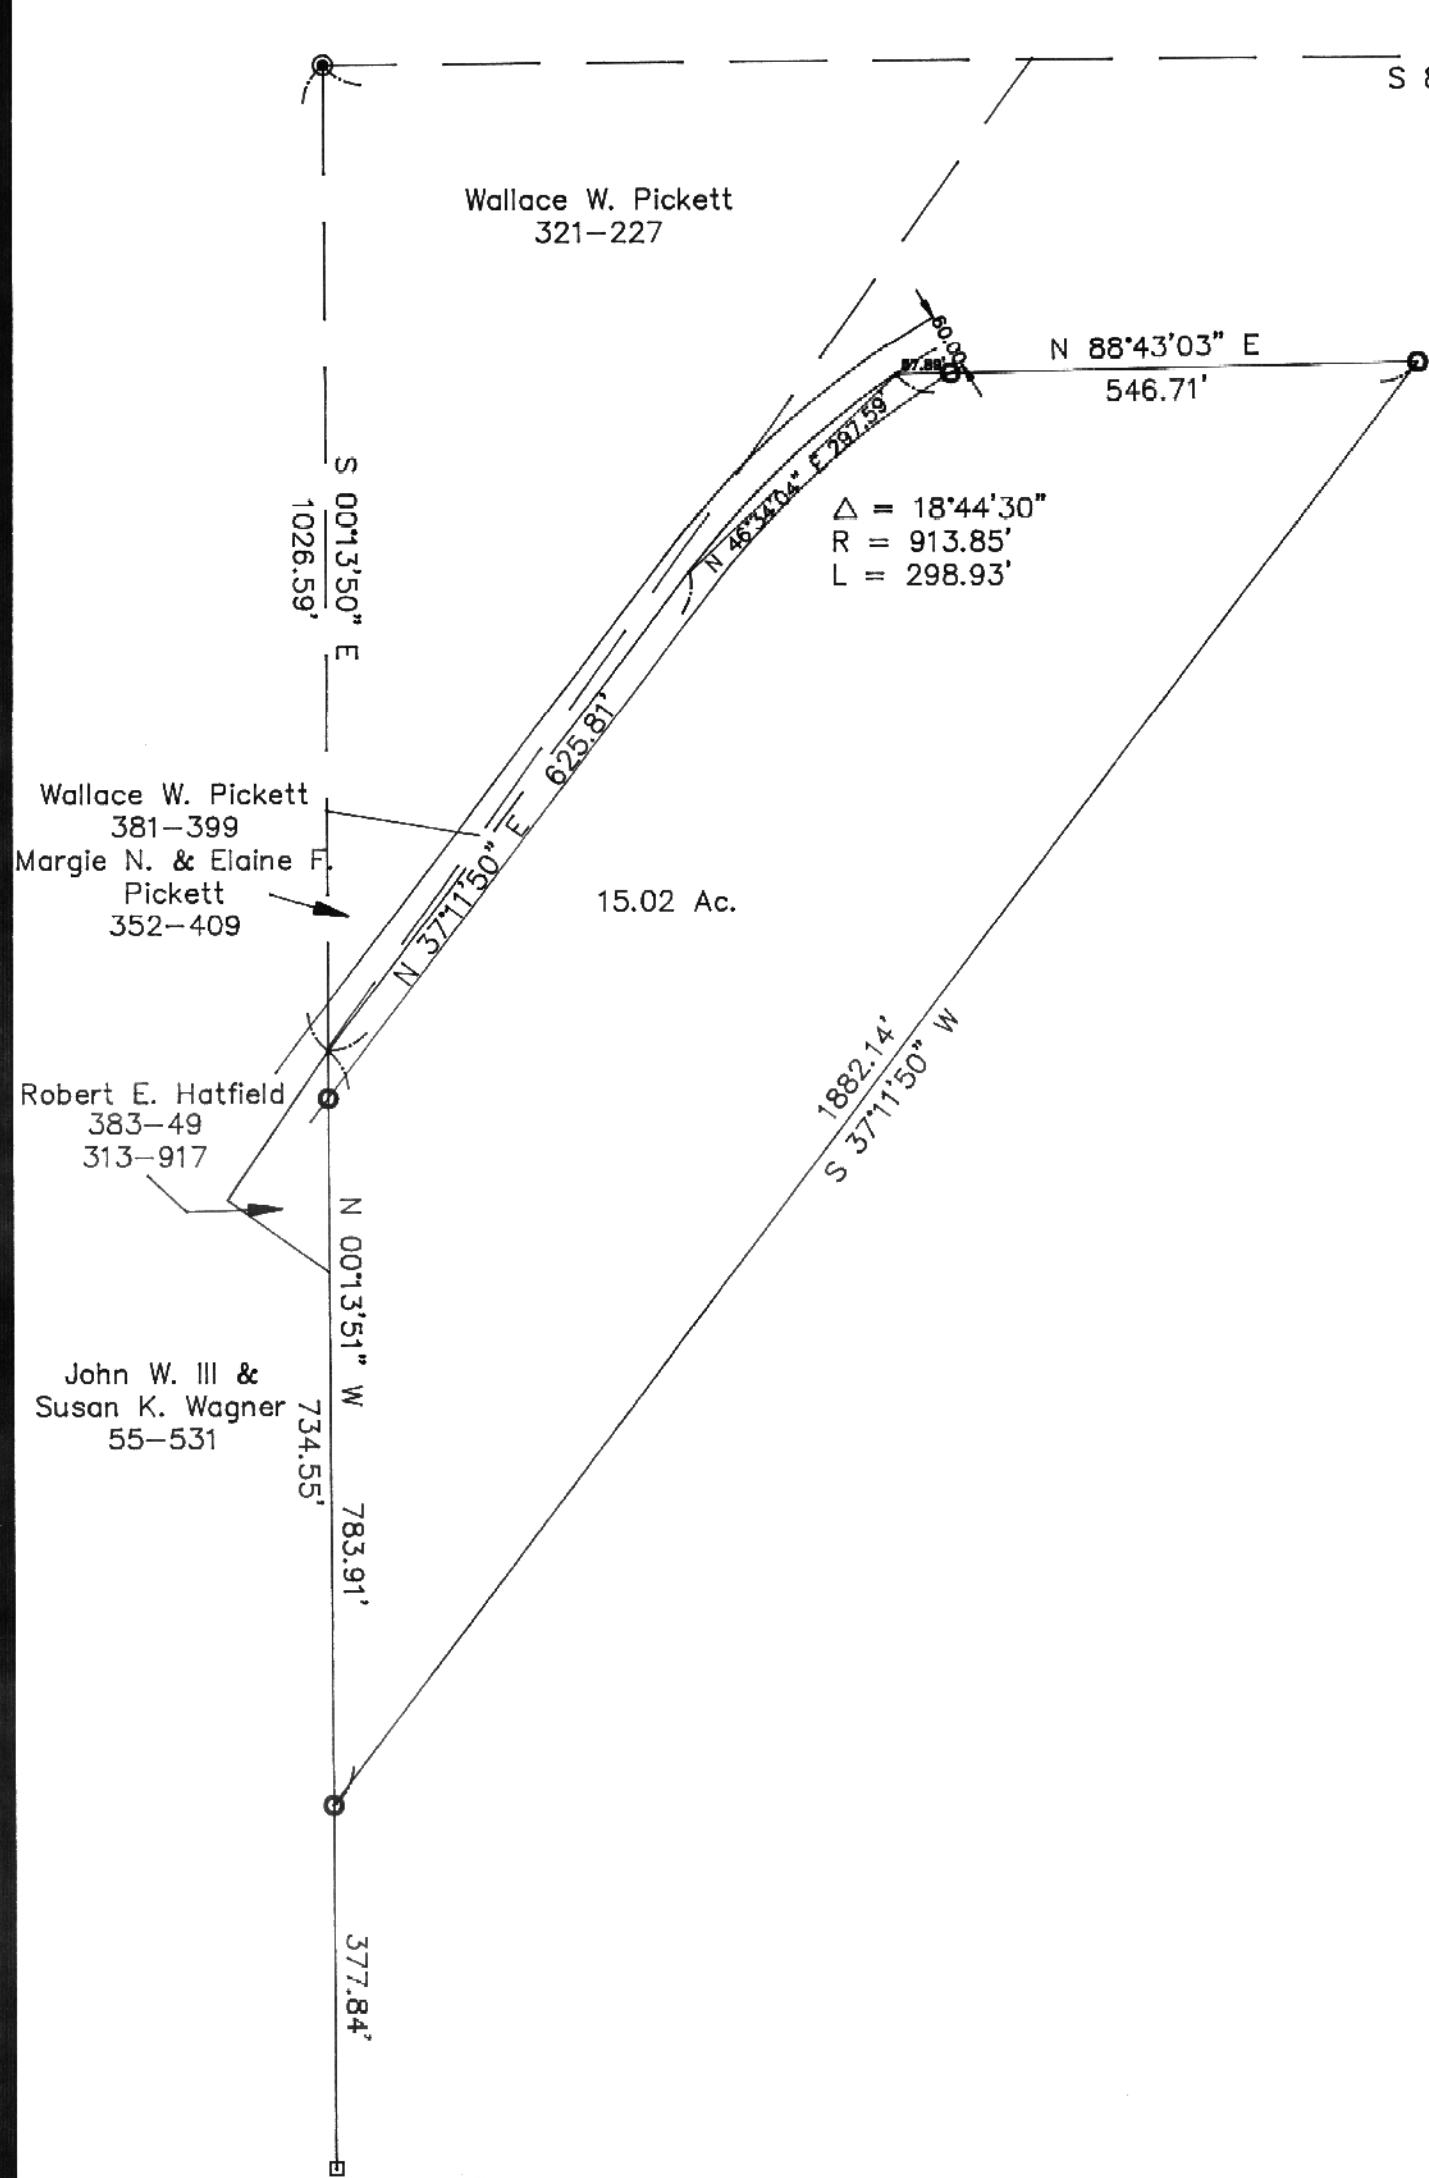 S 8
Wallace W. Pickett
321-227
60.00'
N 88°43'03" E
546.71'
57.89'
N 46°34'04" E 297.59'
Δ = 18°44'30"
R = 913.85'
L = 298.93'
S 00°13'50" E
1026.59'
N 37°11'50" E 625.81'
Wallace W. Pickett
381-399
Margie N. & Elaine F.
Pickett
352-409
15.02 Ac.
1882.14'
S 37°11'50" W
Robert E. Hatfield
383-49
313-917
N 00°13'51" W 783.91'
734.55'
John W. III &
Susan K. Wagner
55-531
377.84'